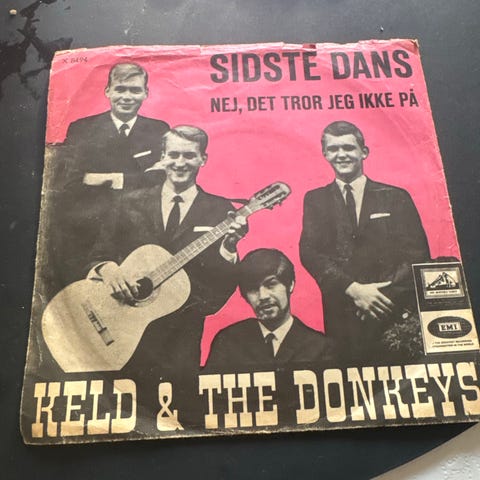 X 8494
SIDSTE DANS
NEJ, DET TROR JEG IKKE PÅ
EMI
KELD & THE DONKEYS